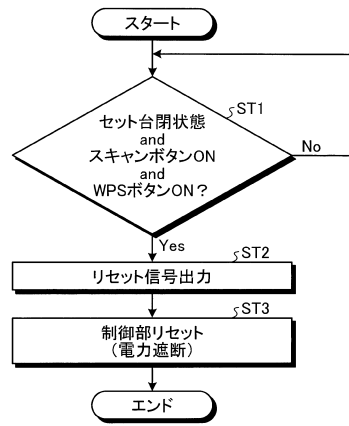 スタート
ST1
セット台閉状態
and
スキャンボタンON
and
WPSボタンON?
No
Yes
ST2
リセット信号出力
ST3
制御部リセット
(電力遮断)
エンド